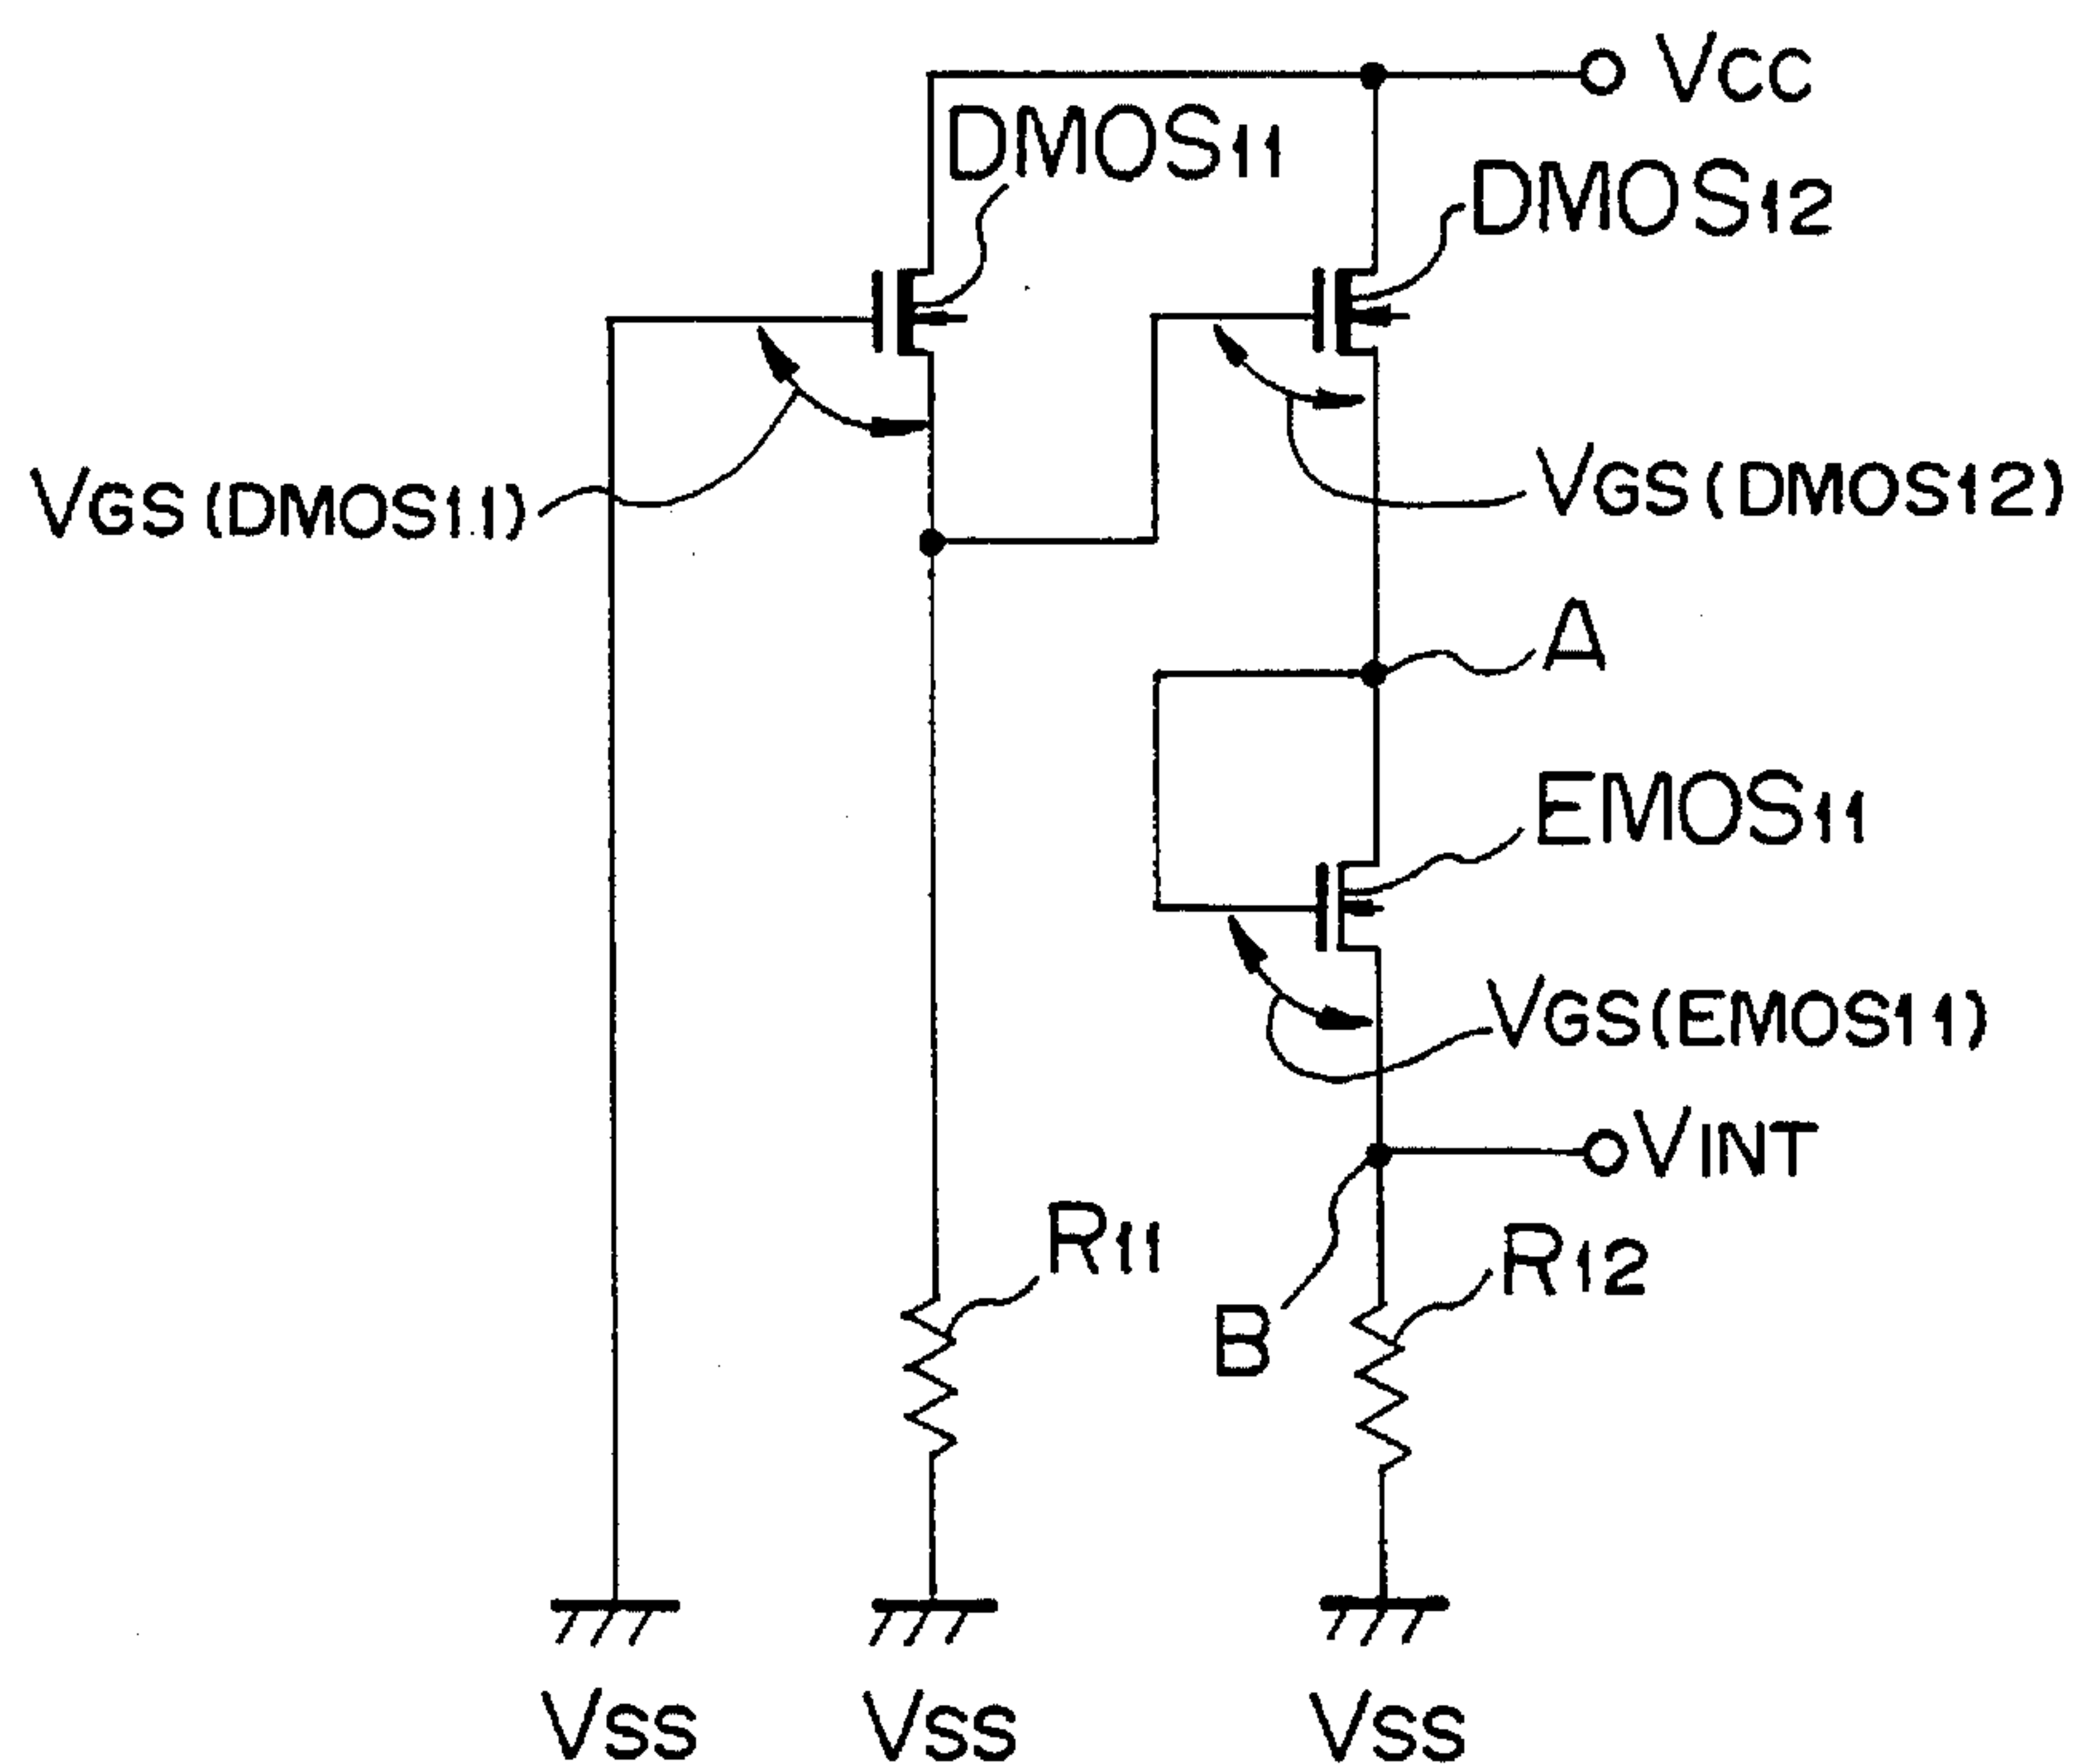 VCC
DMOS11
DMOS12
VGS(DMOS11)
VGS(DMOS12)
A
EMOS11
VGS(EMOS11)
VINT
R11
R12
B
VSS
VSS
VSS